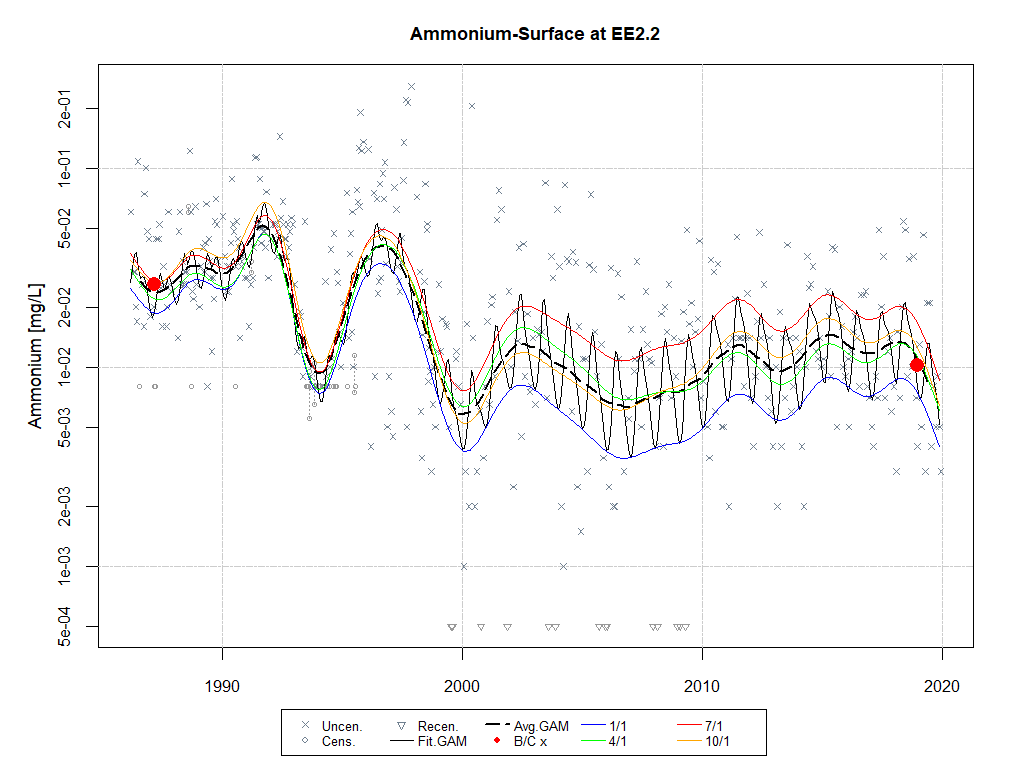 Ammonium-Surface at EE2.2
Ammonium [mg/L]
2e-01
1e-01
5e-02
2e-02
1e-02
5e-03
2e-03
1e-03
5e-04
1990 2000 2010 2020
Uncen. Recen. Avg.GAM 1/1 7/1
Cens. Fit.GAM B/C x 4/1 10/1